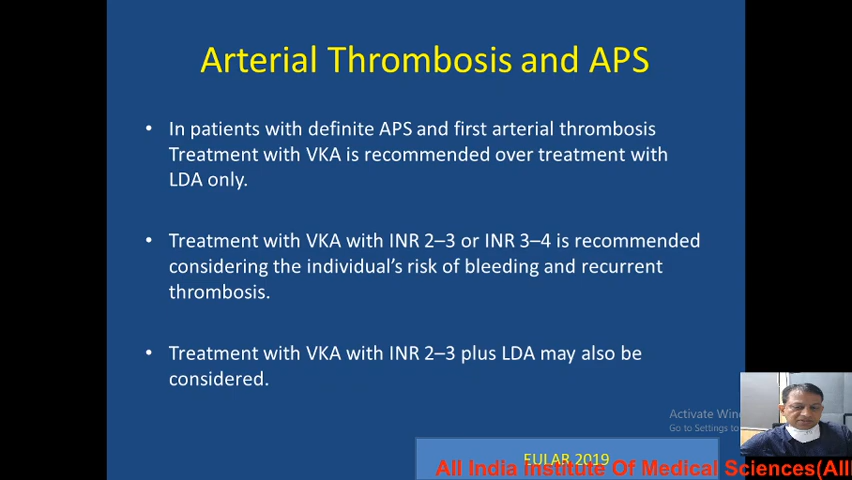 Arterial Thrombosis and APS
• In patients with definite APS and first arterial thrombosis
Treatment with VKA is recommended over treatment with
LDA only.
• Treatment with VKA with INR 2–3 or INR 3–4 is recommended
considering the individual's risk of bleeding and recurrent
thrombosis.
• Treatment with VKA with INR 2–3 plus LDA may also be
considered.
Activate
Go to Settings to
EULAR 2019
All India Institute Of Medical Sciences(AII